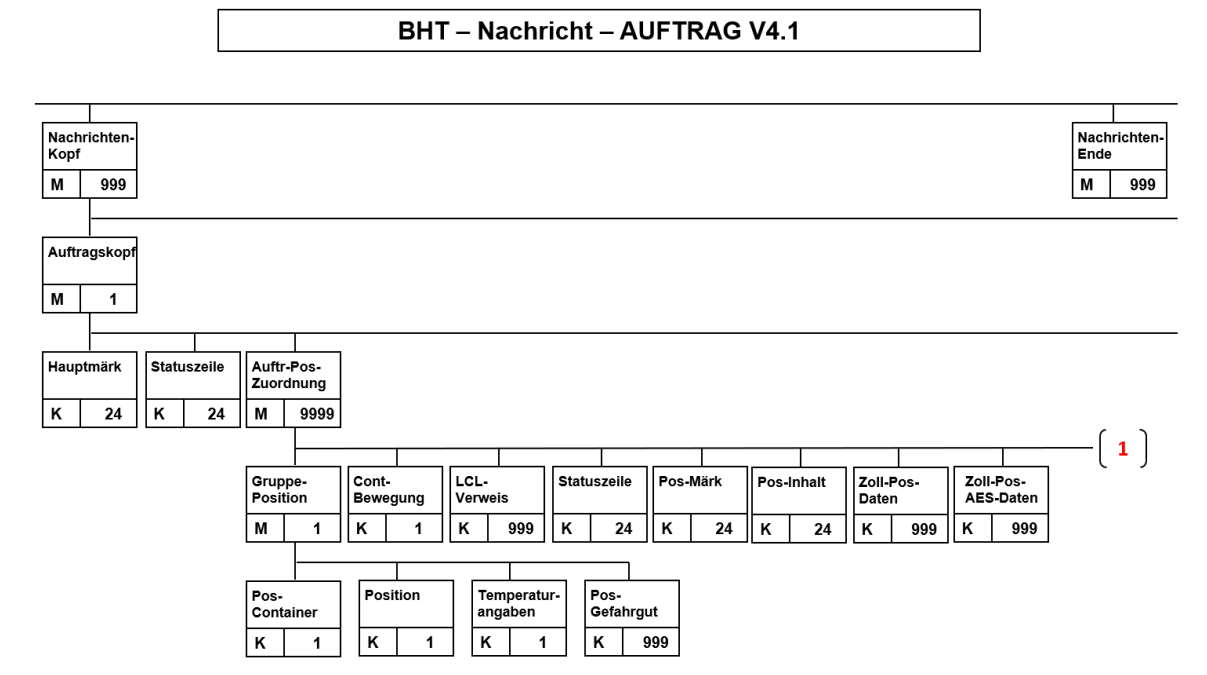 BHT – Nachricht – AUFTRAG V4.1
Nachrichten-
Kopf
M 999
Nachrichten-
Ende
M 999
Auftragskopf
M 1
Hauptmärk
K 24
Statuszeile
K 24
Auftr-Pos-
Zuordnung
M 9999
1
Gruppe-
Position
M 1
Cont-
Bewegung
K 1
LCL-
Verweis
K 999
Statuszeile
K 24
Pos-Märk
K 24
Pos-Inhalt
K 24
Zoll-Pos-
Daten
K 999
Zoll-Pos-
AES-Daten
K 999
Pos-
Container
K 1
Position
K 1
Temperatur-
angaben
K 1
Pos-
Gefahrgut
K 999